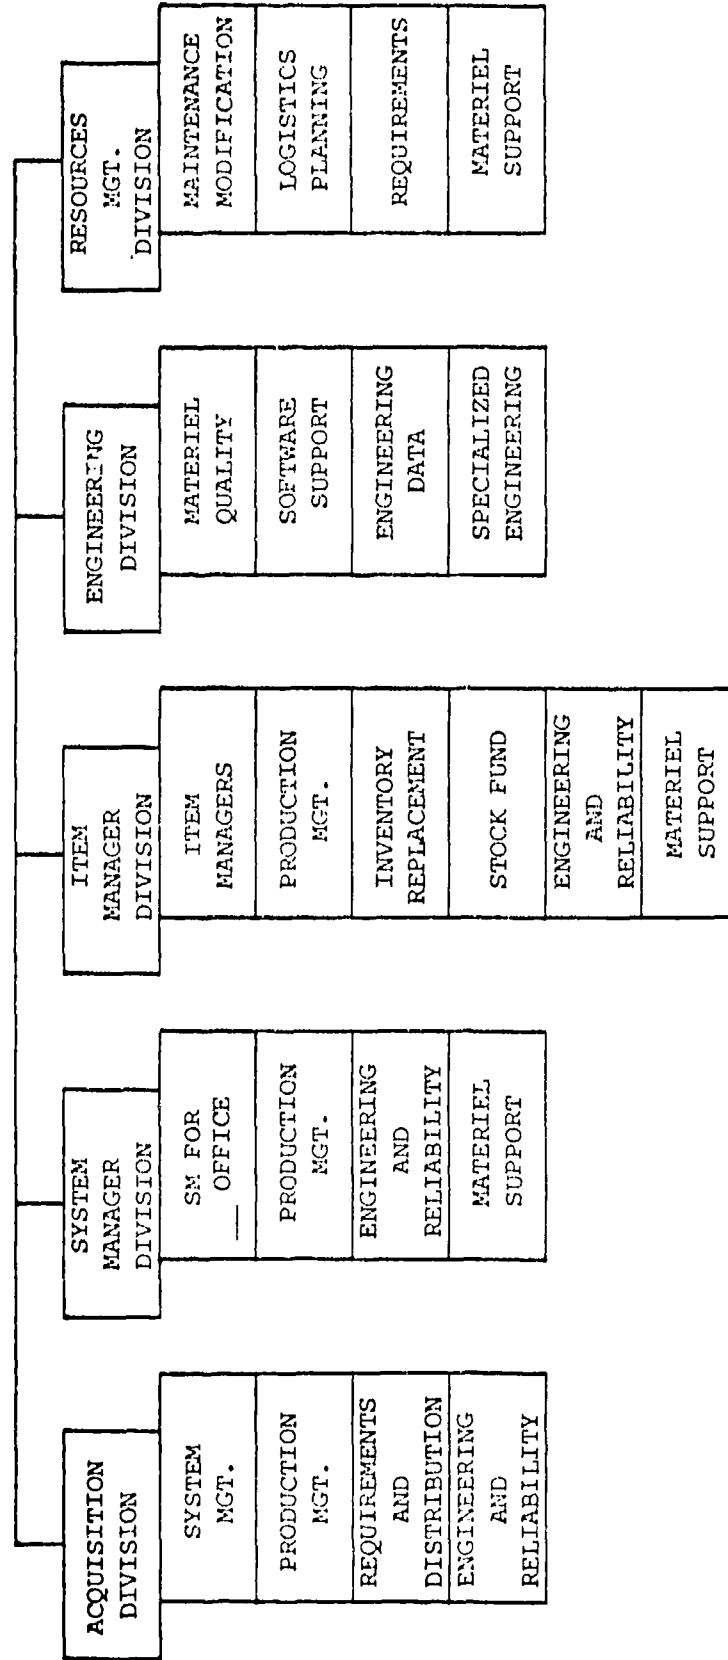 ACQUISITION
DIVISION
SYSTEM
MGT.
PRODUCTION
MGT.
REQUIREMENTS
AND
DISTRIBUTION
ENGINEERING
AND
RELIABILITY
SYSTEM
MANAGER
DIVISION
SM FOR
__ OFFICE
PRODUCTION
MGT.
ENGINEERING
AND
RELIABILITY
MATERIEL
SUPPORT
ITEM
MANAGER
DIVISION
ITEM
MANAGERS
PRODUCTION
MGT.
INVENTORY
REPLACEMENT
STOCK FUND
ENGINEERING
AND
RELIABILITY
MATERIEL
SUPPORT
ENGINEERING
DIVISION
MATERIEL
QUALITY
SOFTWARE
SUPPORT
ENGINEERING
DATA
SPECIALIZED
ENGINEERING
RESOURCES
MGT.
DIVISION
MAINTENANCE
MODIFICATION
LOGISTICS
PLANNING
REQUIREMENTS
MATERIEL
SUPPORT